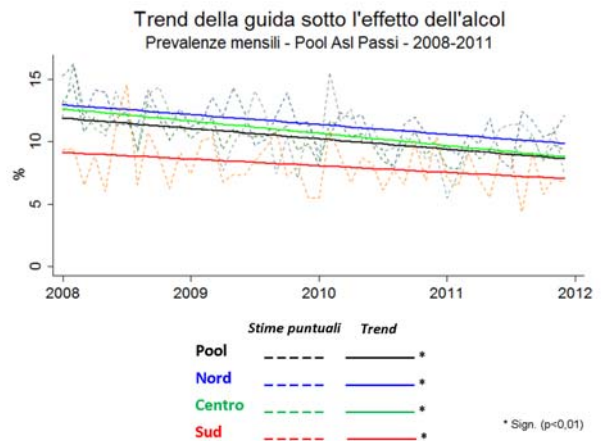 Trend della guida sotto l'effetto dell'alcol
Prevalenze mensili - Pool Asl Passi - 2008-2011
15
10
%
5
0
2008 2009 2010 2011 2012
Stime puntuali Trend
Pool *
Nord *
Centro *
Sud *
* Sign. (p<0,01)